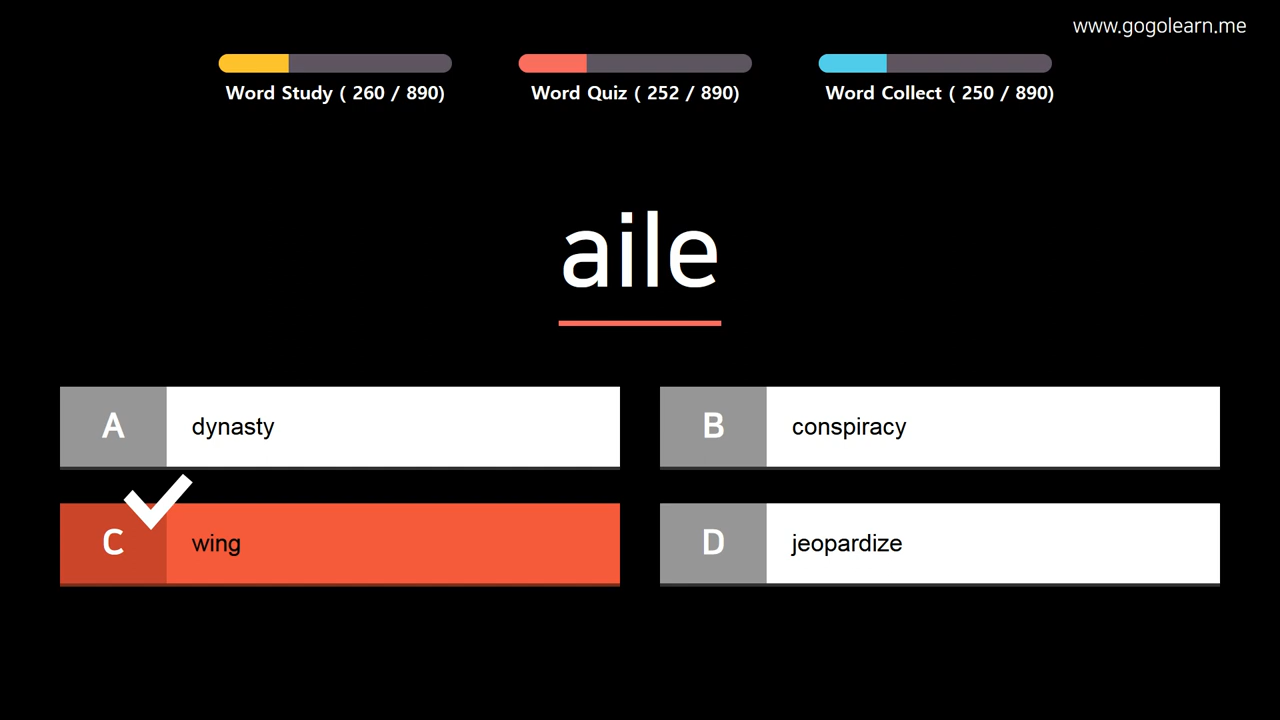 www.gogolearn.me
Word Study ( 260 / 890)
Word Quiz ( 252 / 890)
Word Collect ( 250 / 890)
aile
A dynasty
B conspiracy
C wing
D jeopardize